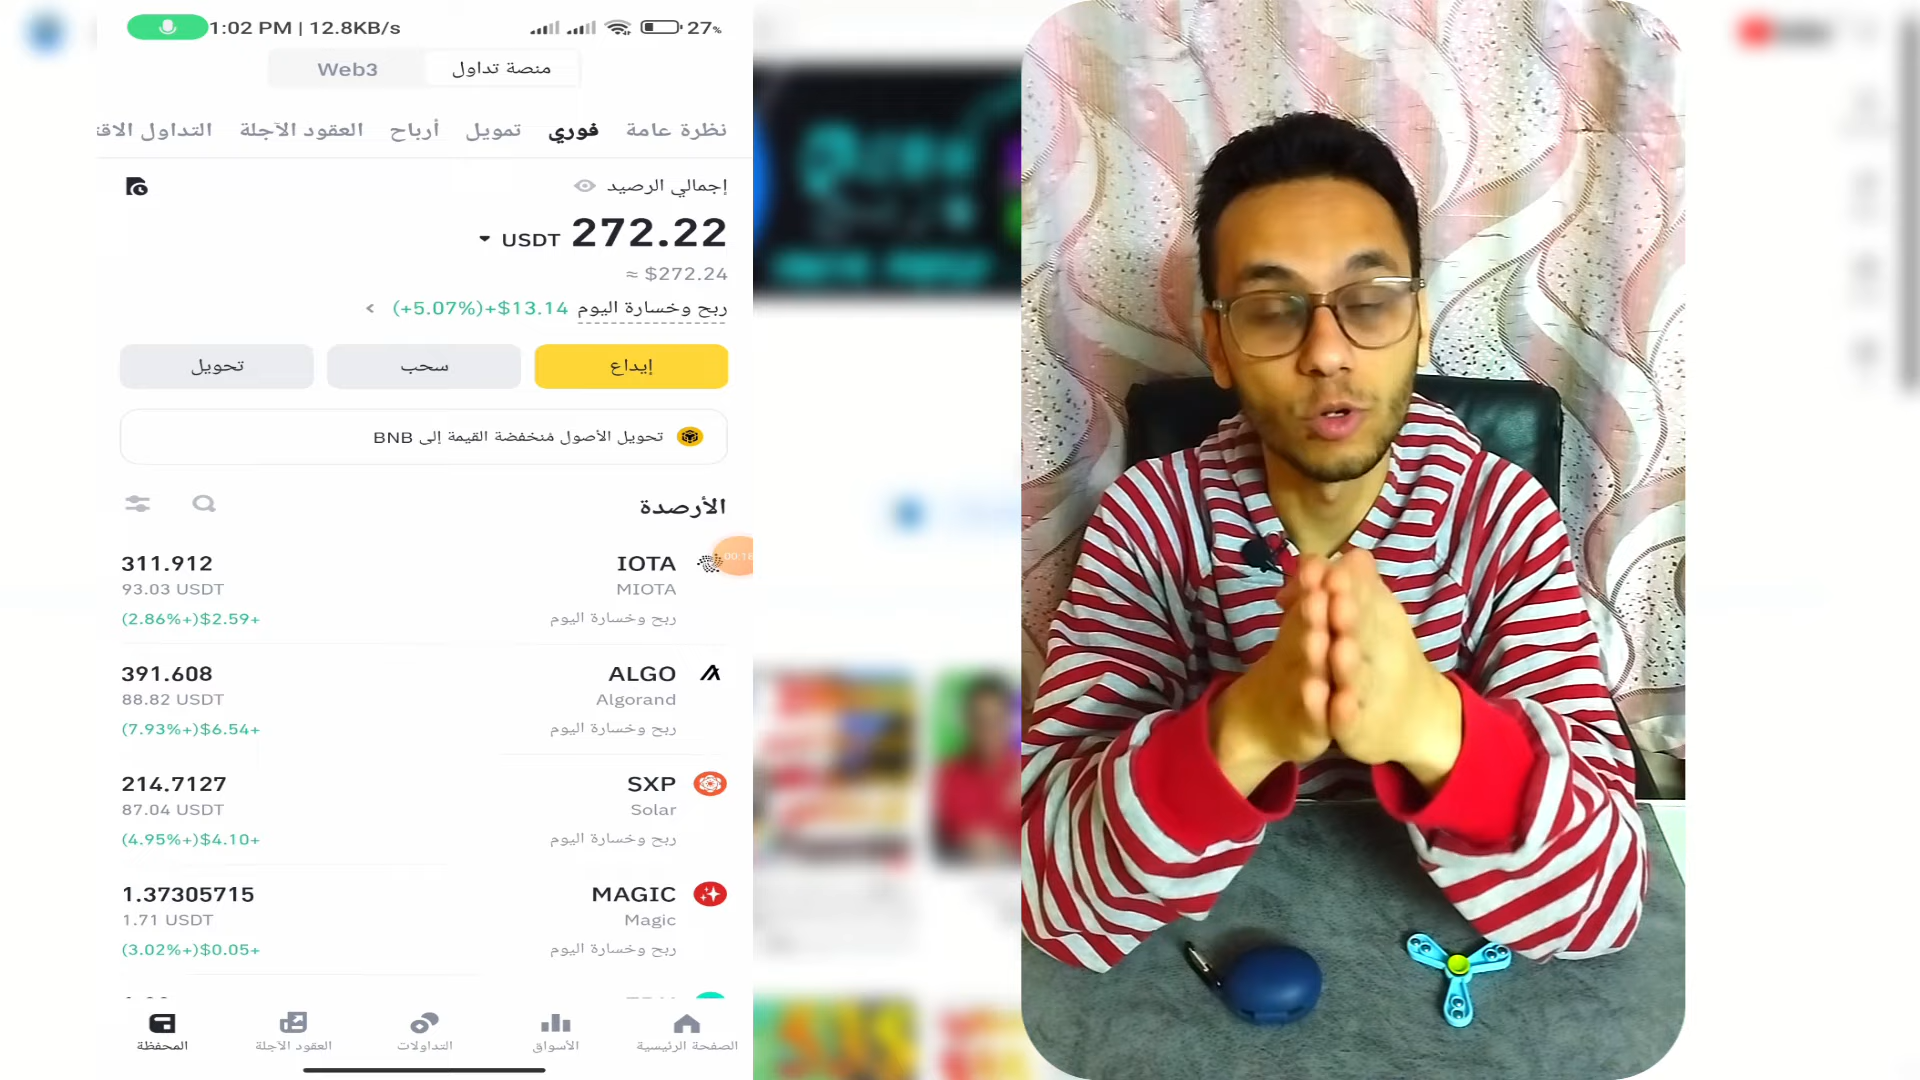 1:02 PM | 12.8KB/s
27%
منصة تداول
Web3
نظرة عامة
فوري
تمويل
أرباح
العقود الآجلة
التداول الاق
إجمالي الرصيد
272.22 USDT
≈ $272.24
ربح وخسارة اليوم +$13.14(+5.07%)
إيداع
سحب
تحويل
تحويل الأصول مُنخفضة القيمة إلى BNB
الأرصدة
00:16
IOTA 311.912
MIOTA 93.03 USDT
ربح وخسارة اليوم +$2.59(+2.86%)
ALGO 391.608
Algorand 88.82 USDT
ربح وخسارة اليوم +$6.54(+7.93%)
SXP 214.7127
Solar 87.04 USDT
ربح وخسارة اليوم +$4.10(+4.95%)
MAGIC 1.37305715
Magic 1.71 USDT
ربح وخسارة اليوم +$0.05(+3.02%)
الصفحة الرئيسية
الأسواق
التداولات
العقود الآجلة
المحفظة